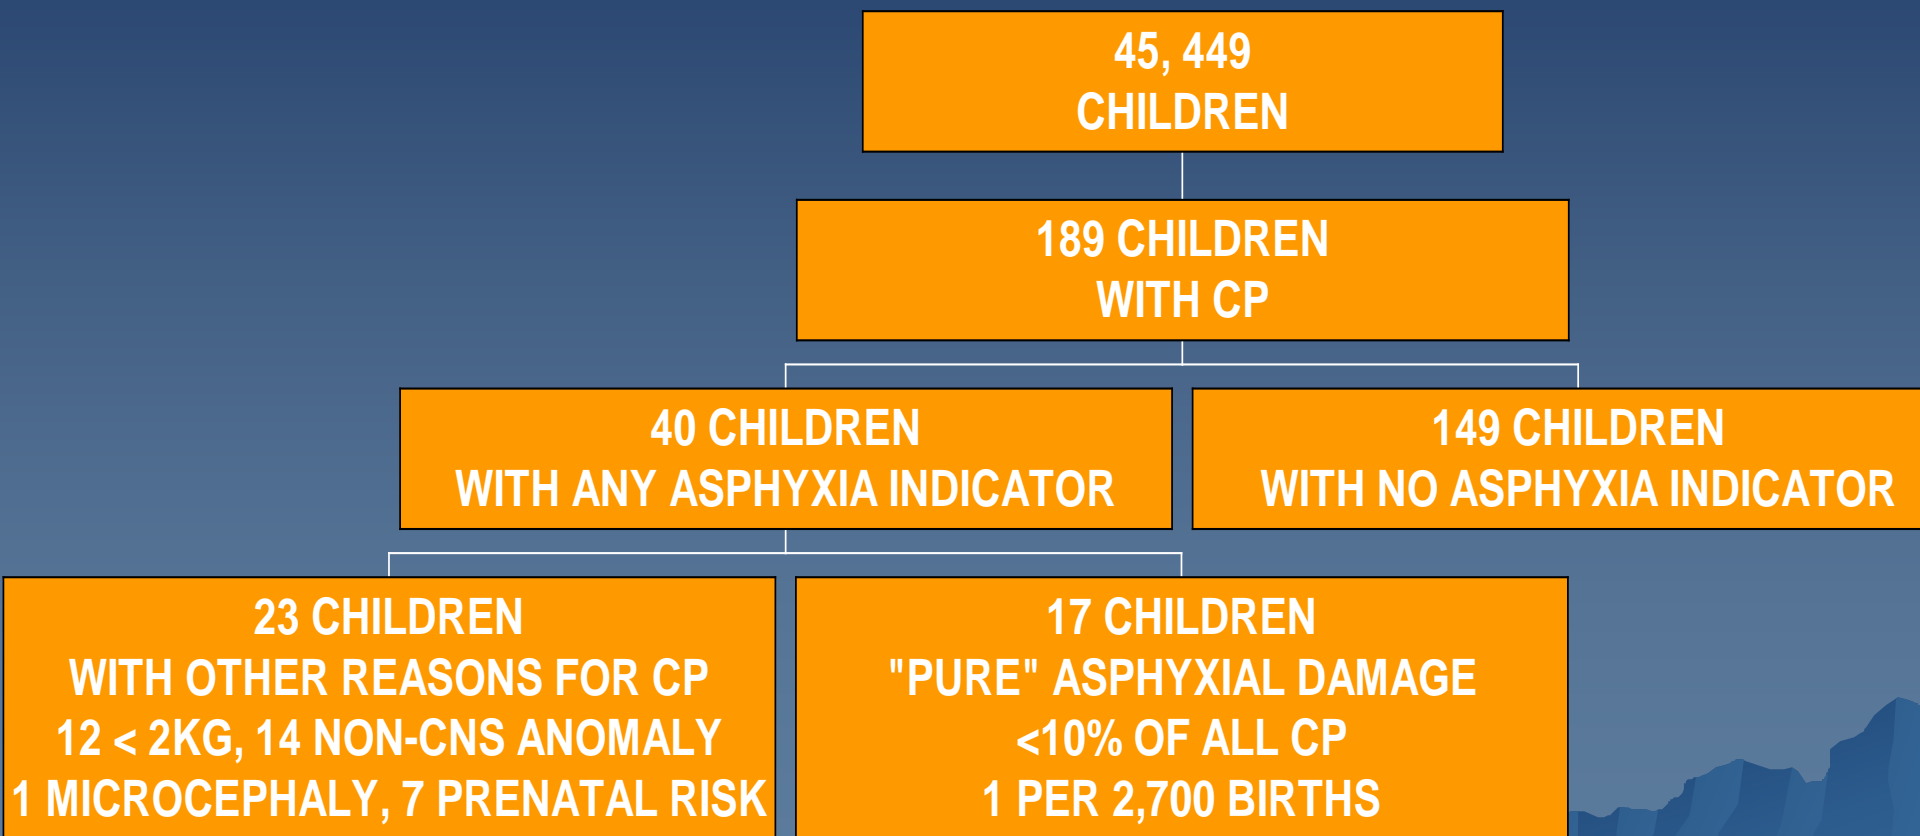 45, 449
CHILDREN
189 CHILDREN
WITH CP
40 CHILDREN
WITH ANY ASPHYXIA INDICATOR
149 CHILDREN
WITH NO ASPHYXIA INDICATOR
23 CHILDREN
WITH OTHER REASONS FOR CP
12 < 2KG, 14 NON-CNS ANOMALY
1 MICROCEPHALY, 7 PRENATAL RISK
17 CHILDREN
"PURE" ASPHYXIAL DAMAGE
<10% OF ALL CP
1 PER 2,700 BIRTHS